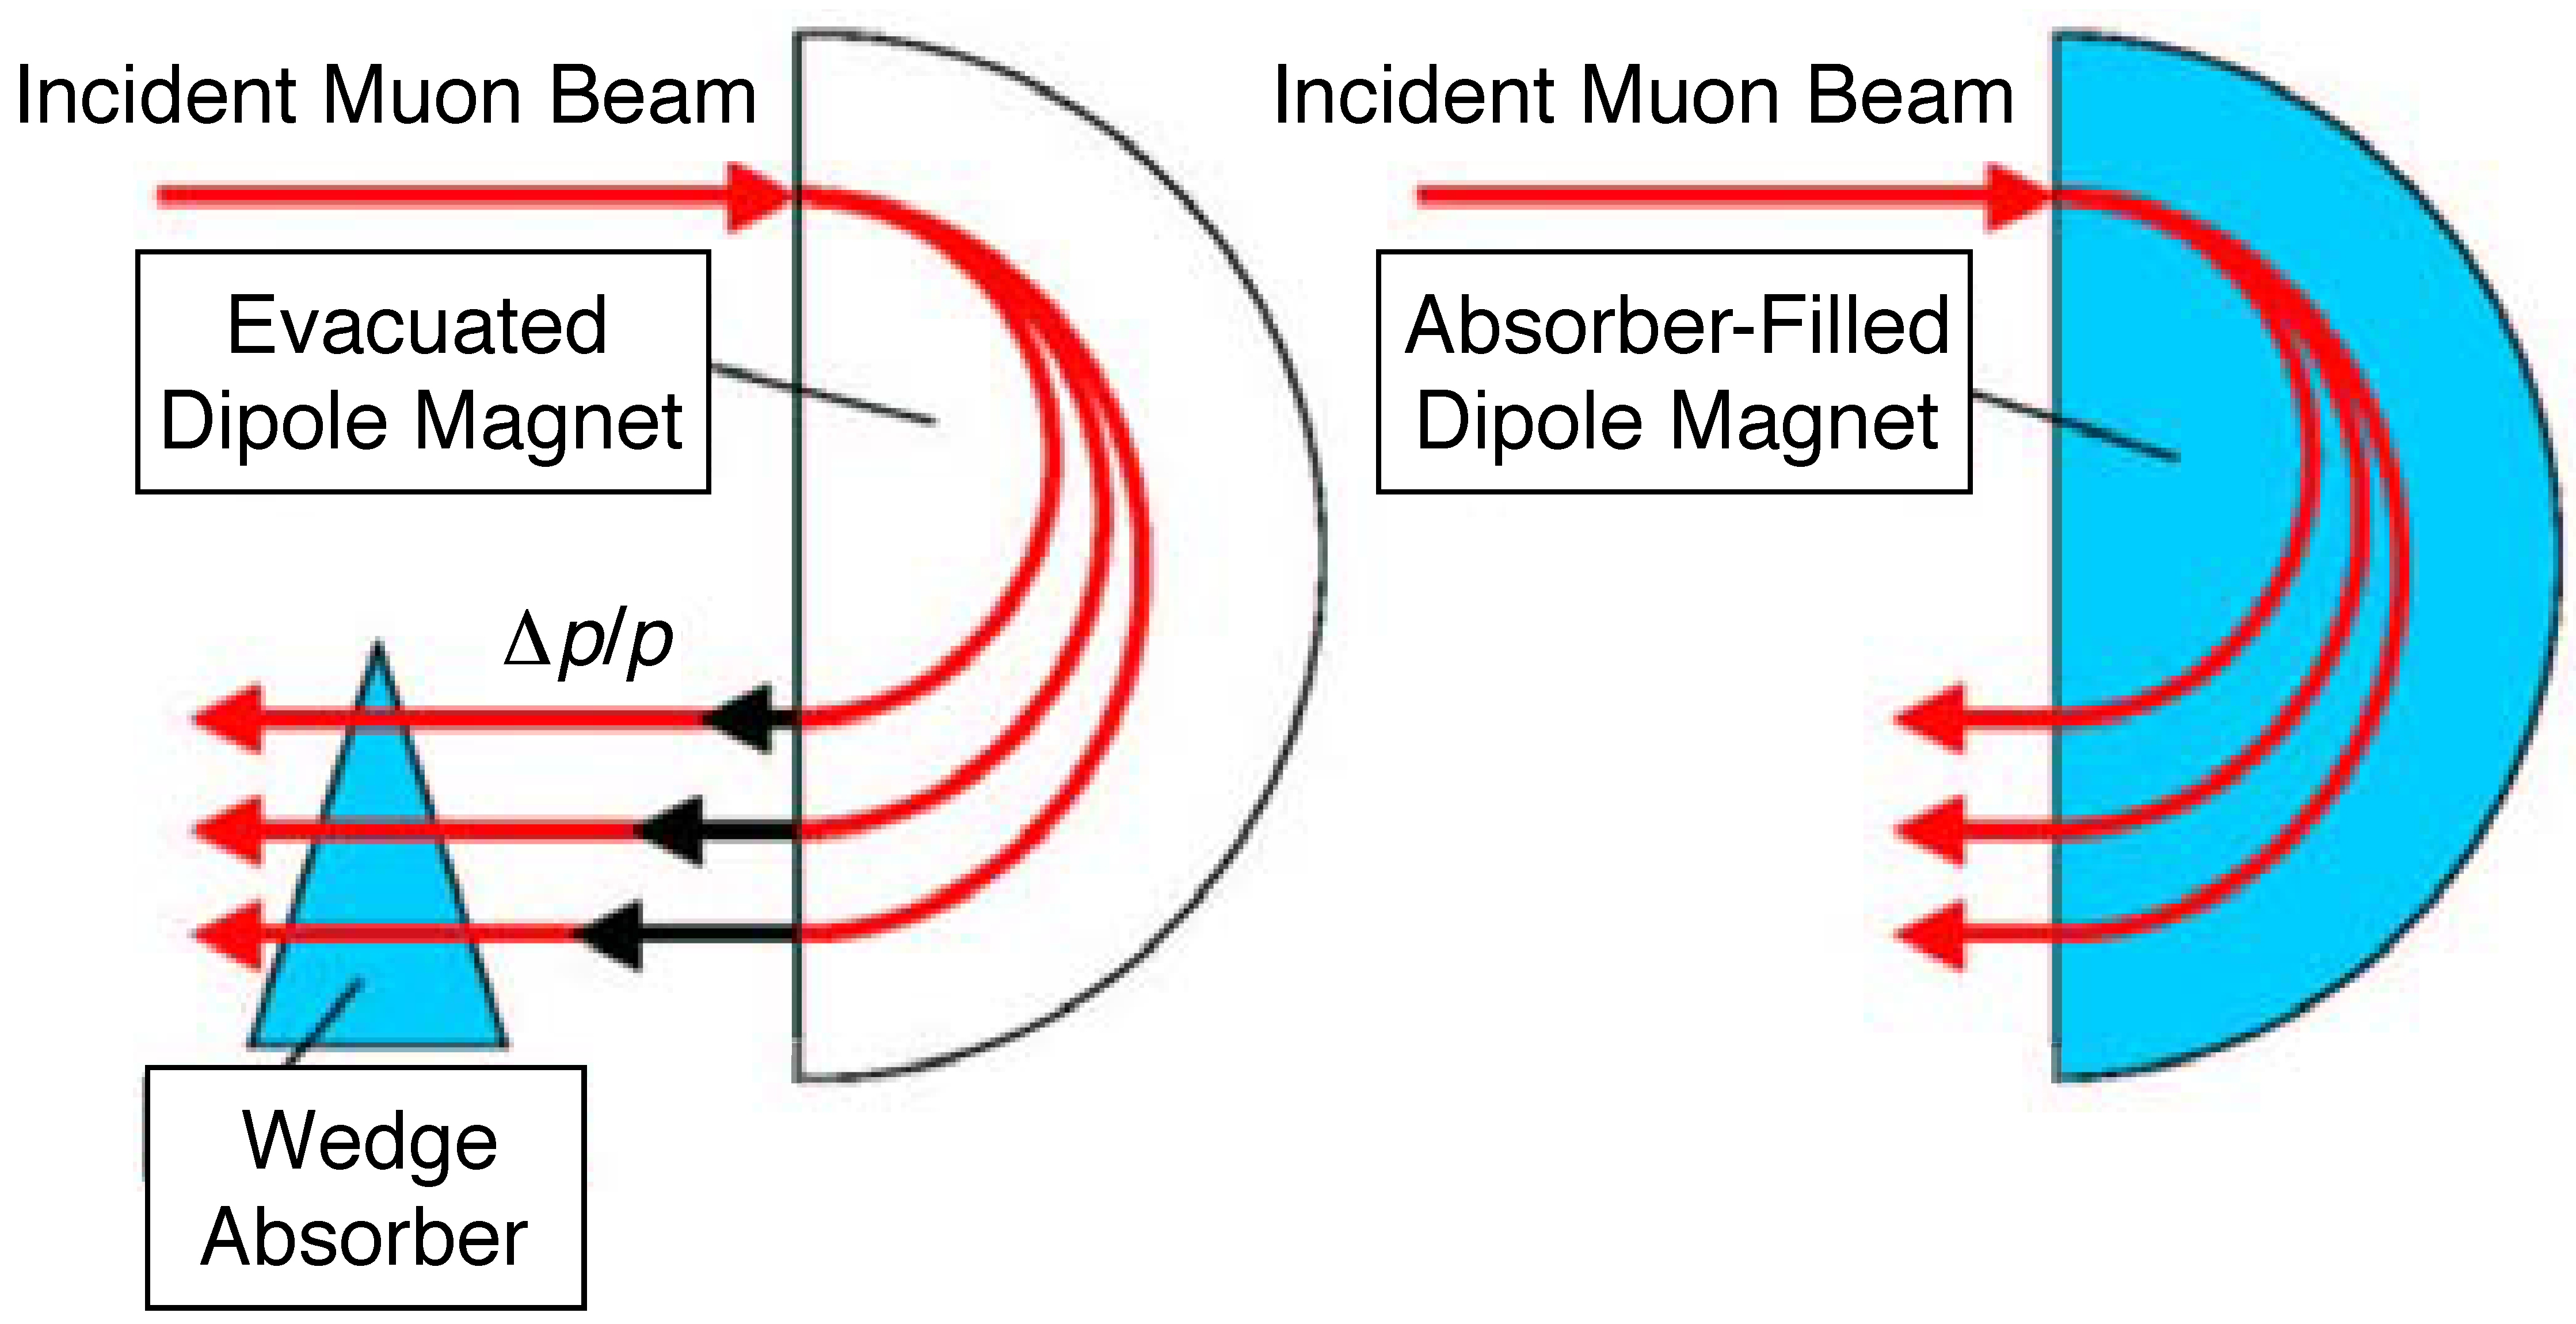 Incident Muon Beam
Evacuated
Dipole Magnet
Δp/p
Wedge
Absorber
Incident Muon Beam
Absorber-Filled
Dipole Magnet